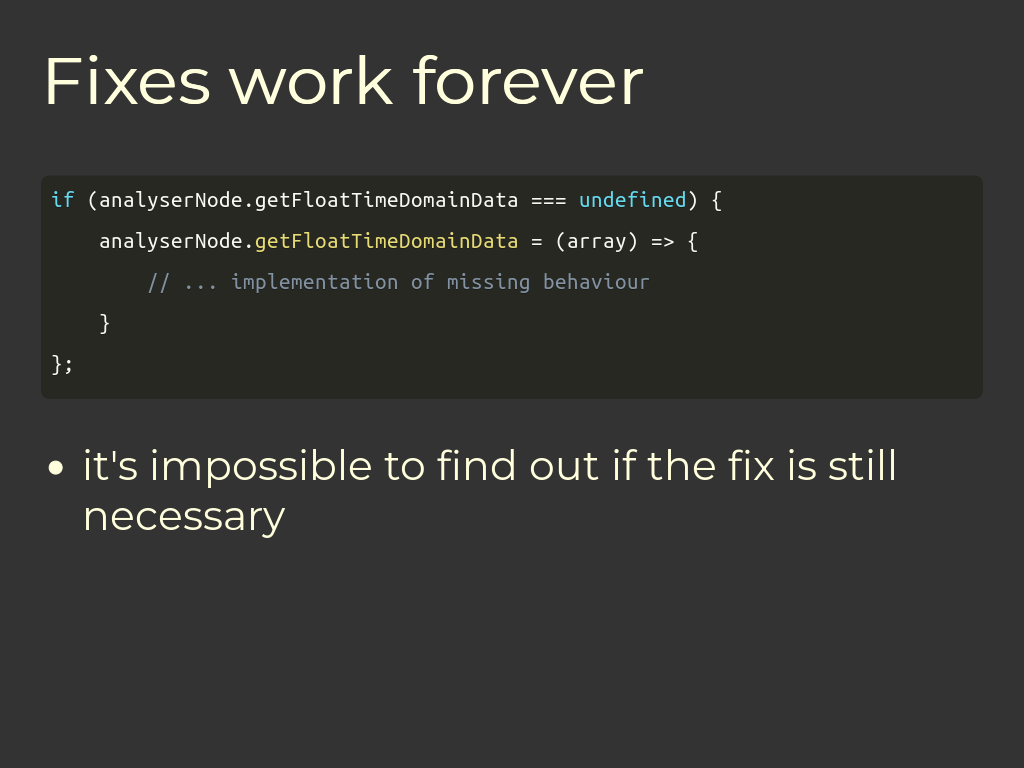 Fixes work forever
if (analyserNode.getFloatTimeDomainData === undefined) {
    analyserNode.getFloatTimeDomainData = (array) => {
        // ... implementation of missing behaviour
    }
};
• it's impossible to find out if the fix is still
necessary